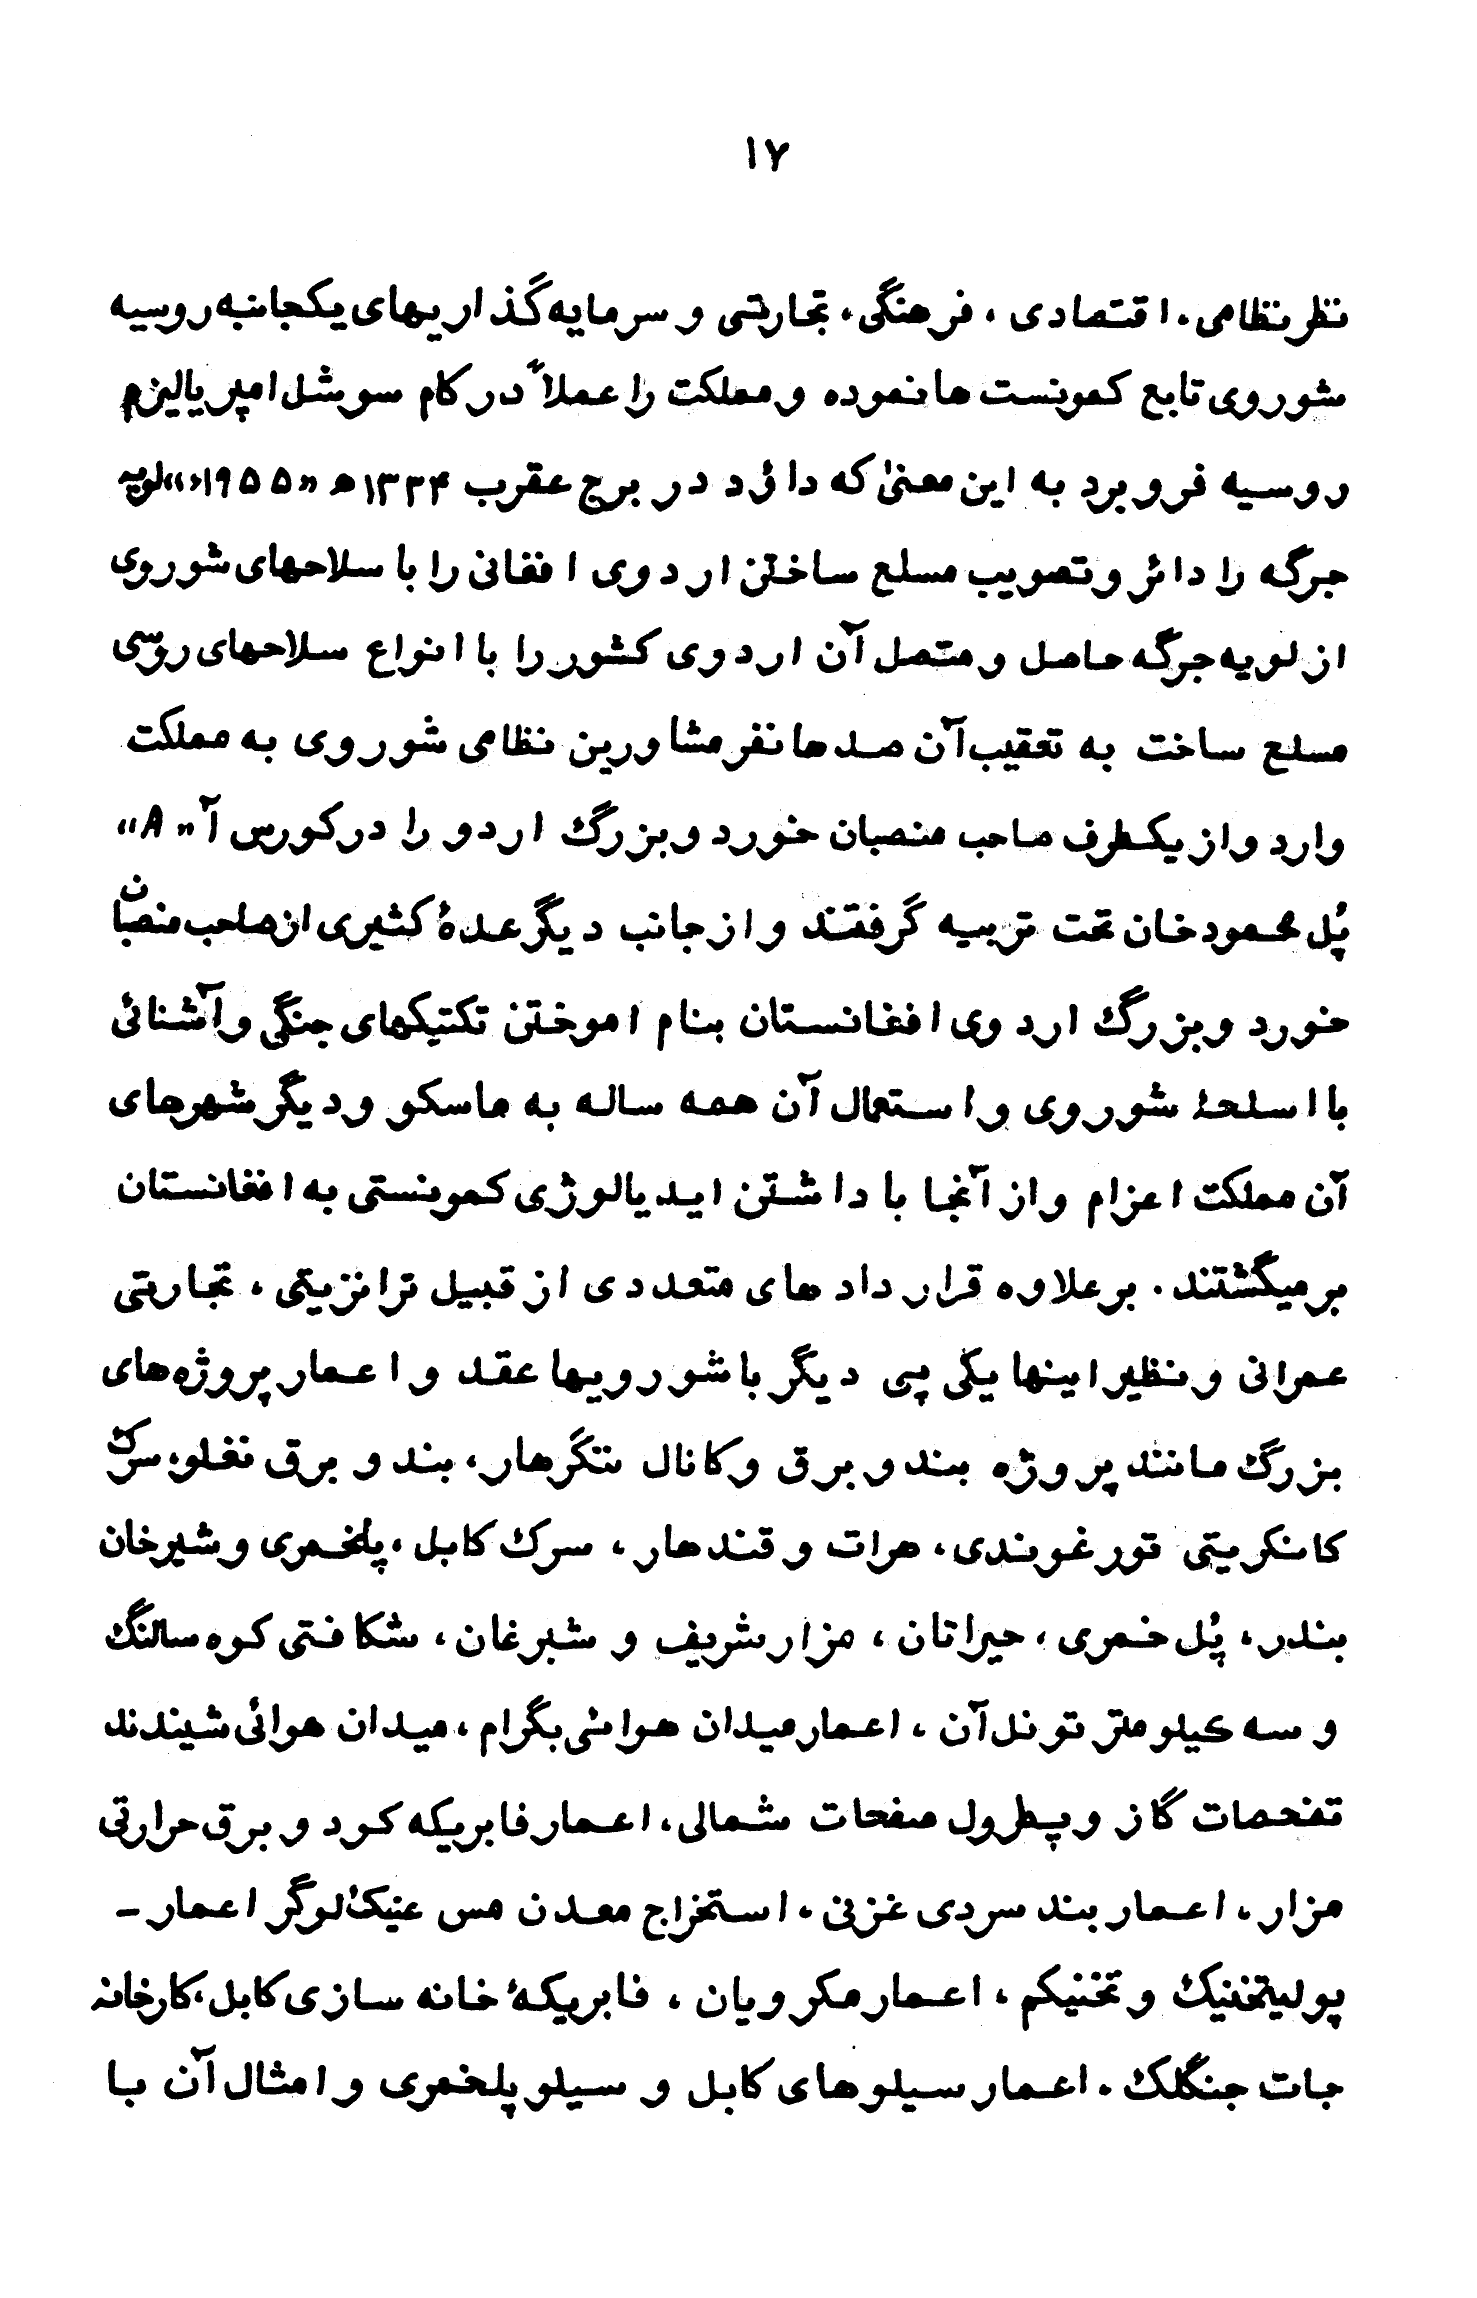 ۱۷
نظر نظامی، اقتصادی، فرهنگی، تجارتی و سرمایه گذاریهای یکجانبه روسیه
شوروی تابع کمونست ها نموده و مملکت را عملاً در کام سوشل امپریالیزم
روسیه فرو برد به این معنیٰ که داؤد در برج عقرب ۱۳۳۴ هـ «۱۹۵۵ء» لویه
جرگه را دائر و تصویب مسلح ساختن اردوی افغانی را با سلاحهای شوروی
از لویه جرگه حاصل و متصل آن اردوی کشور را با انواع سلاحهای روسی
مسلح ساخت به تعقیب آن صدها نفر مشاورین نظامی شوروی به مملکت
وارد و از یکطرف صاحب منصبان خورد و بزرگ اردو را در کورس آ «A»
پُل محمود خان تحت تربیه گرفتند و از جانب دیگر عدهٔ کثیری از صاحب منصبان
خورد و بزرگ اردوی افغانستان بنام اموختن تکتیکهای جنگی و آشنائی
با اسلحهٔ شوروی و استعمال آن همه ساله به ماسکو و دیگر شهرهای
آن مملکت اعزام و از آنجا با داشتن ایدیالوژی کمونستی به افغانستان
بر میگشتند. بر علاوه قرار داد های متعددی از قبیل ترانزیتی، تجارتی
عمرانی و نظیر اینها یکی پی دیگر با شورویها عقد و اعمار پروژه های
بزرگ مانند پروژه بند و برق و کانال ننگرهار، بند و برق نغلو، سرک
کانکریتی تورغوندی، هرات و قندهار، سرک کابل، پلخمری و شیرخان
بندر، پُل خمری، حیراتان، مزار شریف و شبرغان، شکافتی کوه سالنگ
و سه کیلو متر تونل آن، اعمار میدان هوائی بگرام، میدان هوائی شیندند
تفحصات گاز و پطرول صفحات شمالی، اعمار فابریکه کود و برق حرارتی
مزار، اعمار بند سردی غزنی، استخراج معدن مس عنیک لوگر اعمار -
پولیتخنیک و تخنیکم، اعمار مکرویان، فابریکهٔ خانه سازی کابل، کارخانه
جات جنگلک، اعمار سیلو های کابل و سیلو پلخمری و امثال آن با